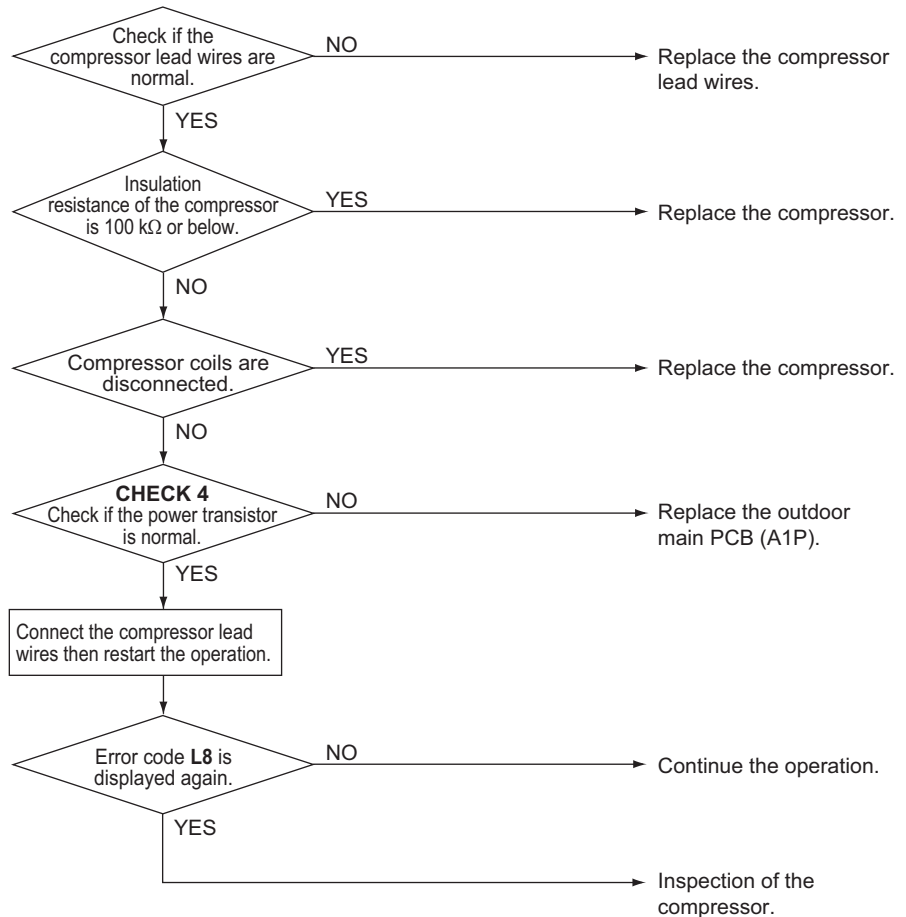 Check if the
compressor lead wires are
normal.
NO
Replace the compressor
lead wires.
YES
Insulation
resistance of the compressor
is 100 kΩ or below.
YES
Replace the compressor.
NO
Compressor coils are
disconnected.
YES
Replace the compressor.
NO
CHECK 4
Check if the power transistor
is normal.
NO
Replace the outdoor
main PCB (A1P).
YES
Connect the compressor lead
wires then restart the operation.
Error code L8 is
displayed again.
NO
Continue the operation.
YES
Inspection of the
compressor.